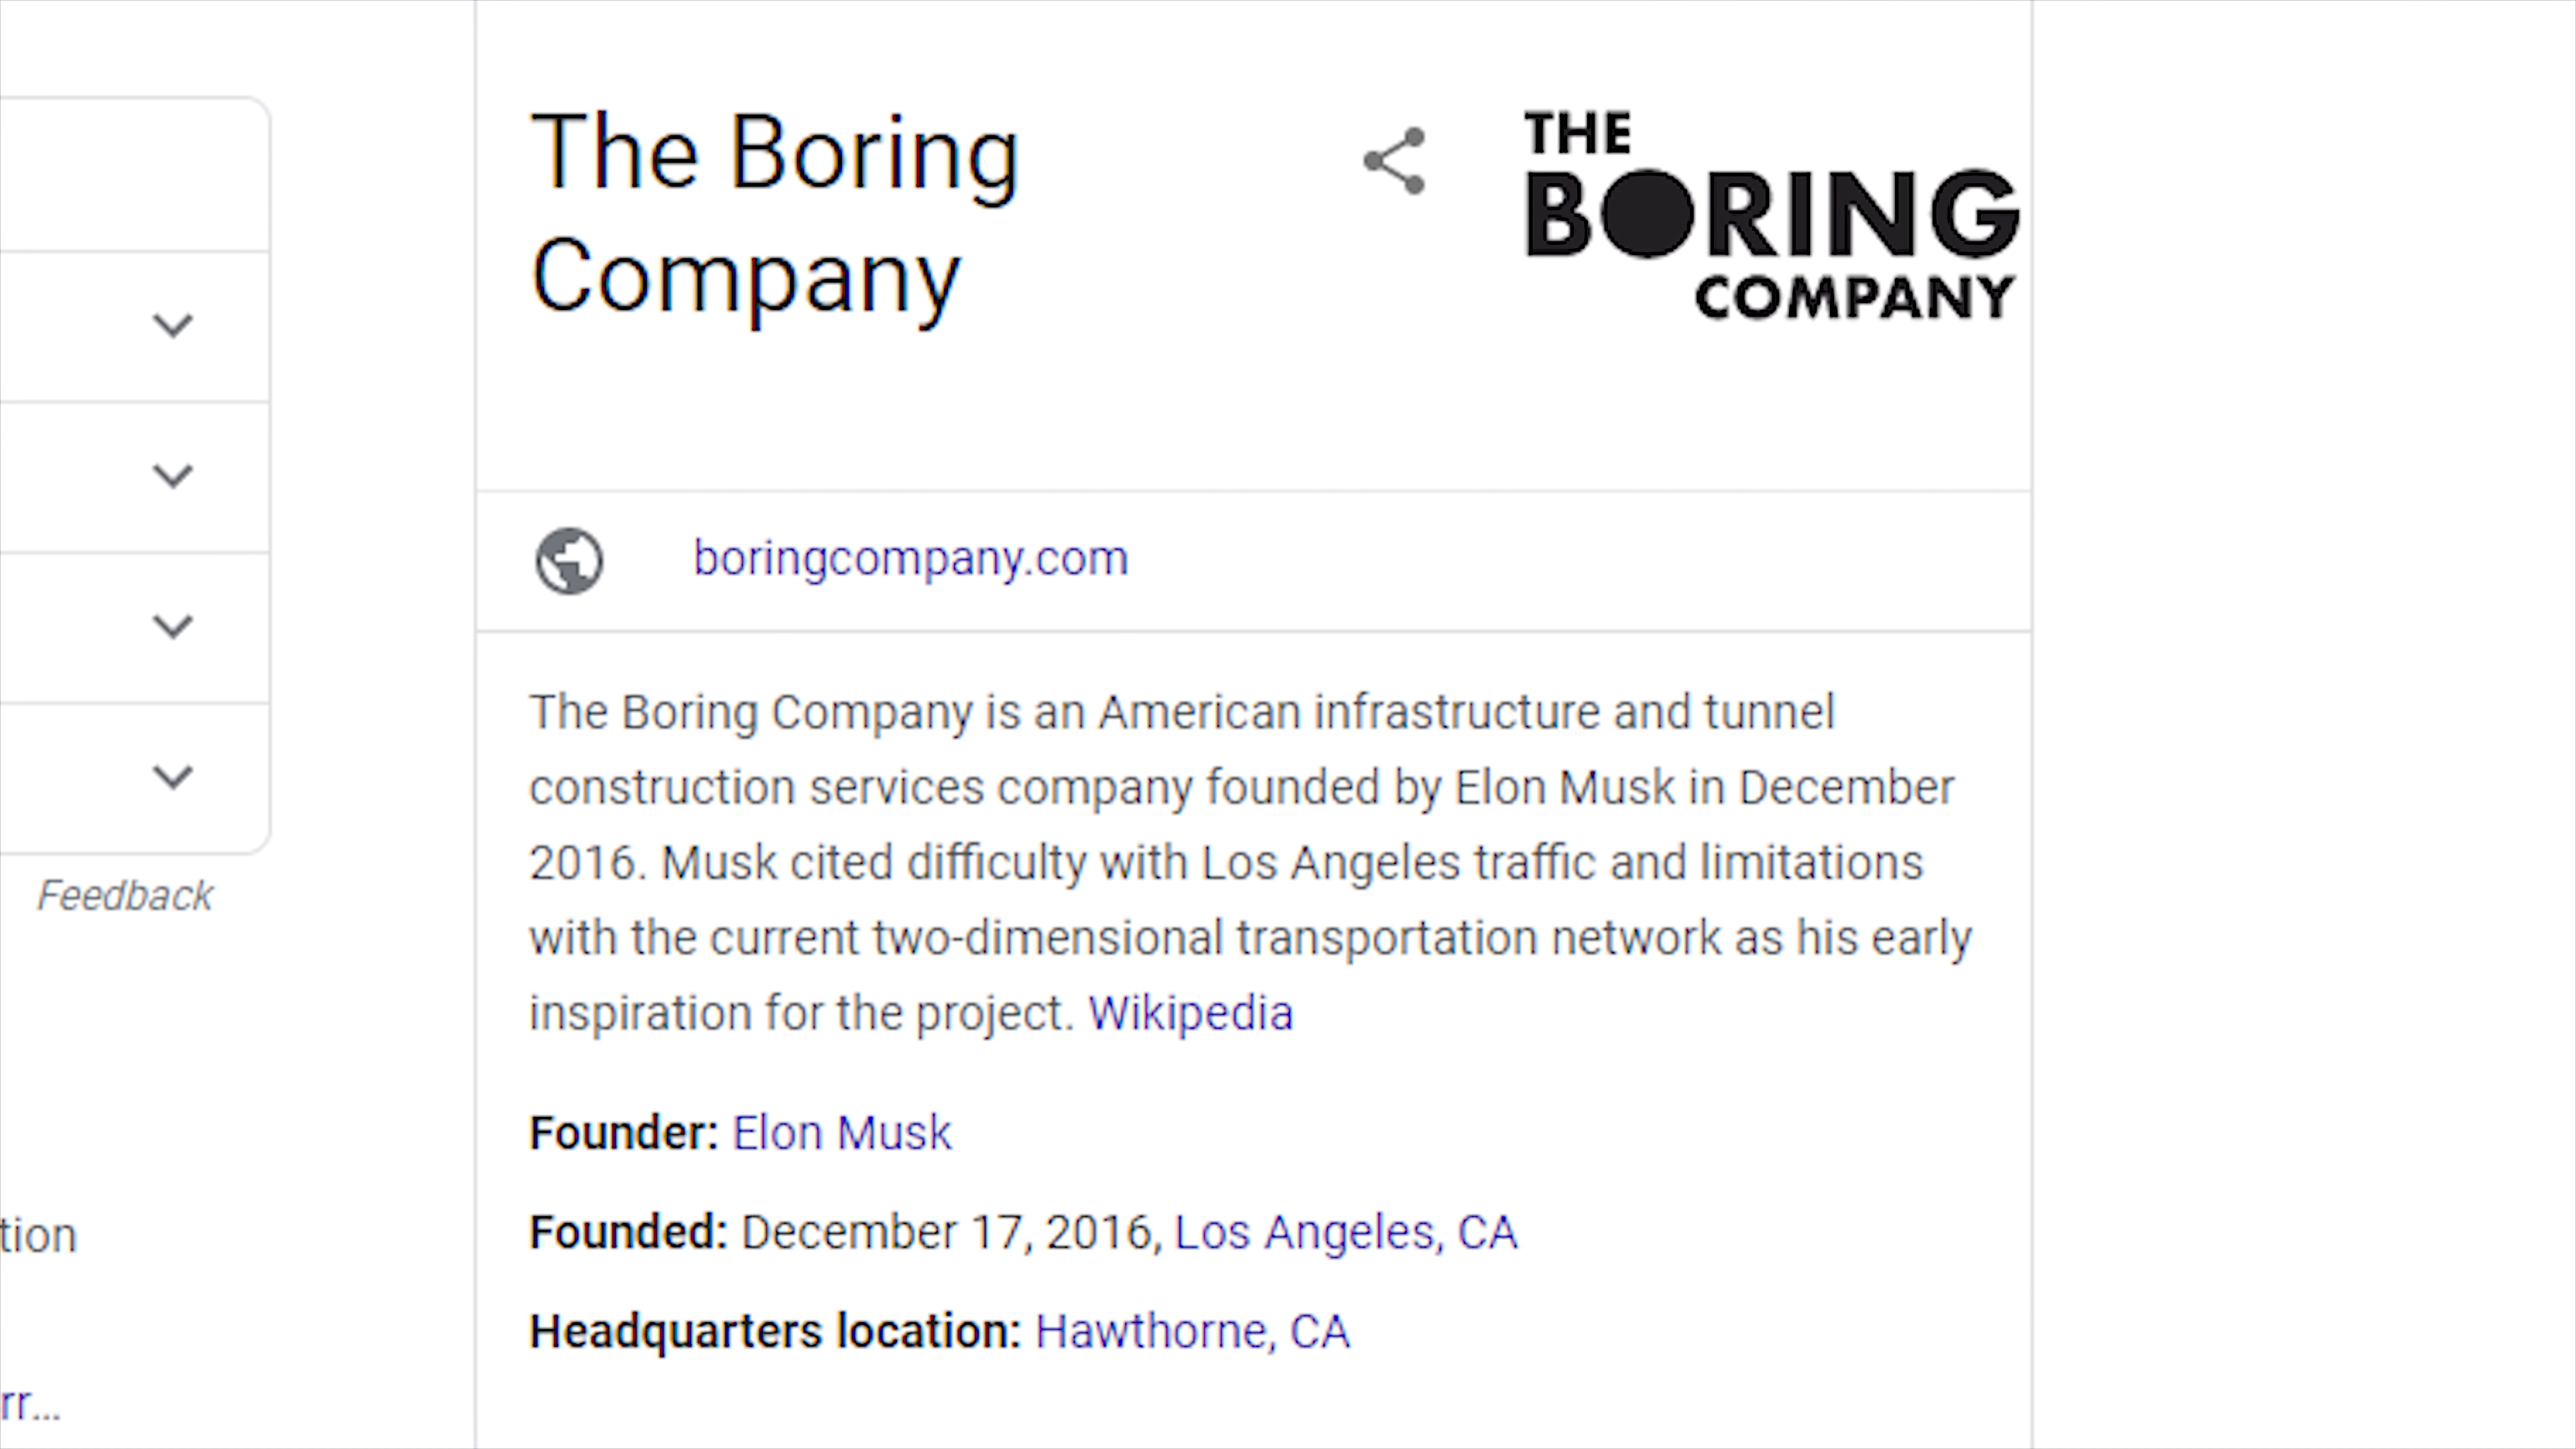 The Boring
Company
THE
BORING
COMPANY
boringcompany.com
The Boring Company is an American infrastructure and tunnel
construction services company founded by Elon Musk in December
2016. Musk cited difficulty with Los Angeles traffic and limitations
with the current two-dimensional transportation network as his early
inspiration for the project. Wikipedia
Founder: Elon Musk
Founded: December 17, 2016, Los Angeles, CA
Headquarters location: Hawthorne, CA
Feedback
tion
rr...